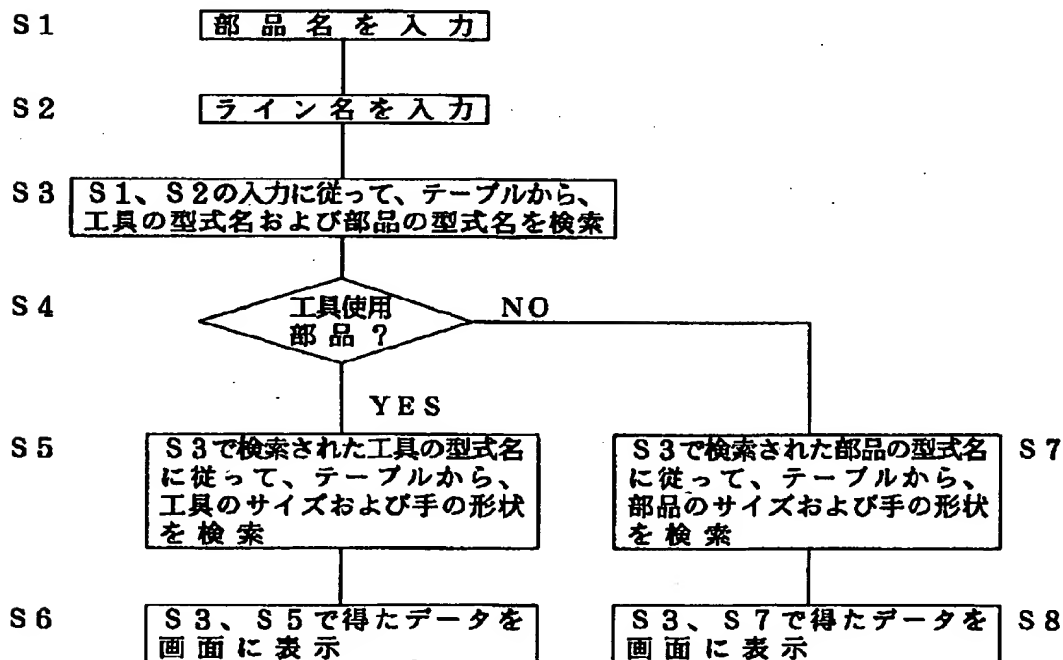 S1
部品名を入力
S2
ライン名を入力
S3
S1、S2の入力に従って、テーブルから、
工具の型式名および部品の型式名を検索
S4
工具使用
部品?
NO
YES
S5
S3で検索された工具の型式名
に従って、テーブルから、
工具のサイズおよび手の形状
を検索
S3で検索された部品の型式名
に従って、テーブルから、
部品のサイズおよび手の形状
を検索
S7
S6
S3、S5で得たデータを
画面に表示
S3、S7で得たデータを
画面に表示
S8